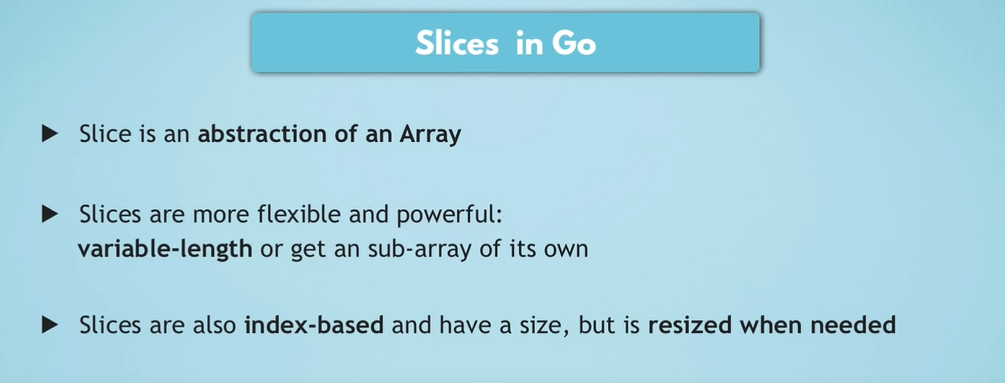 Slices in Go
Slice is an abstraction of an Array
Slices are more flexible and powerful:
variable-length or get an sub-array of its own
Slices are also index-based and have a size, but is resized when needed